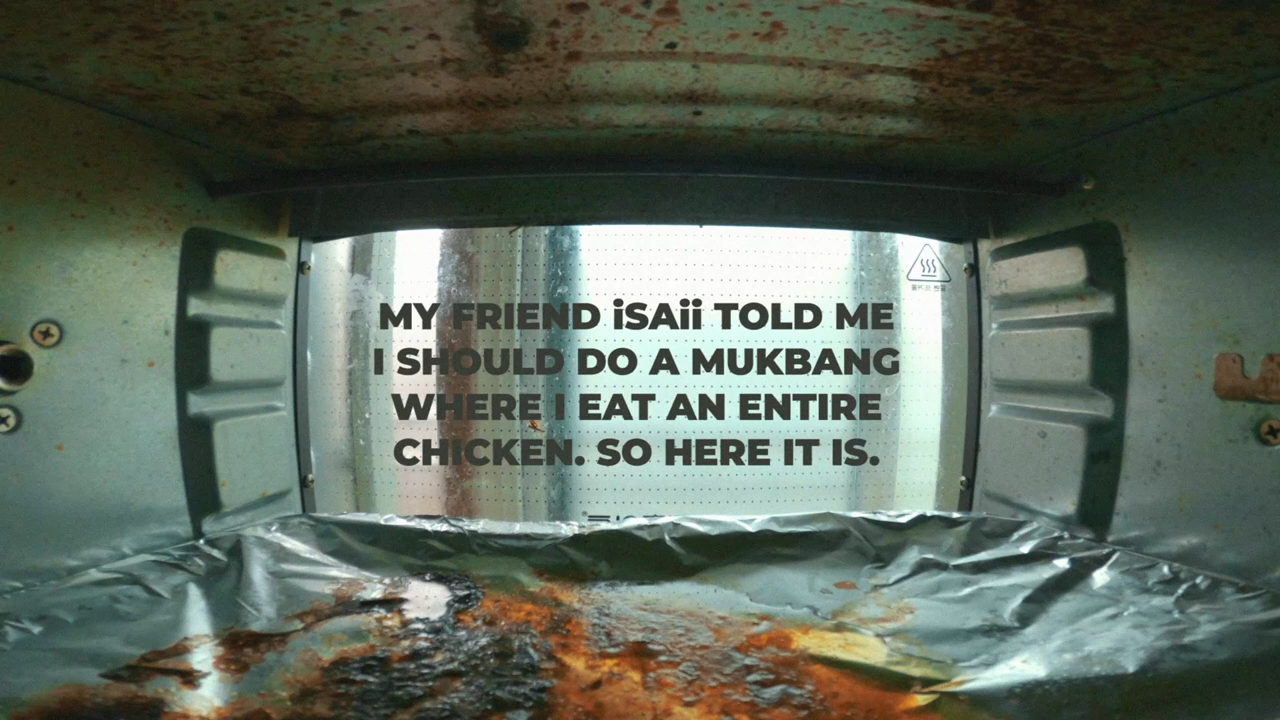 MY FRIEND iSAii TOLD ME
I SHOULD DO A MUKBANG
WHERE I EAT AN ENTIRE
CHICKEN. SO HERE IT IS.